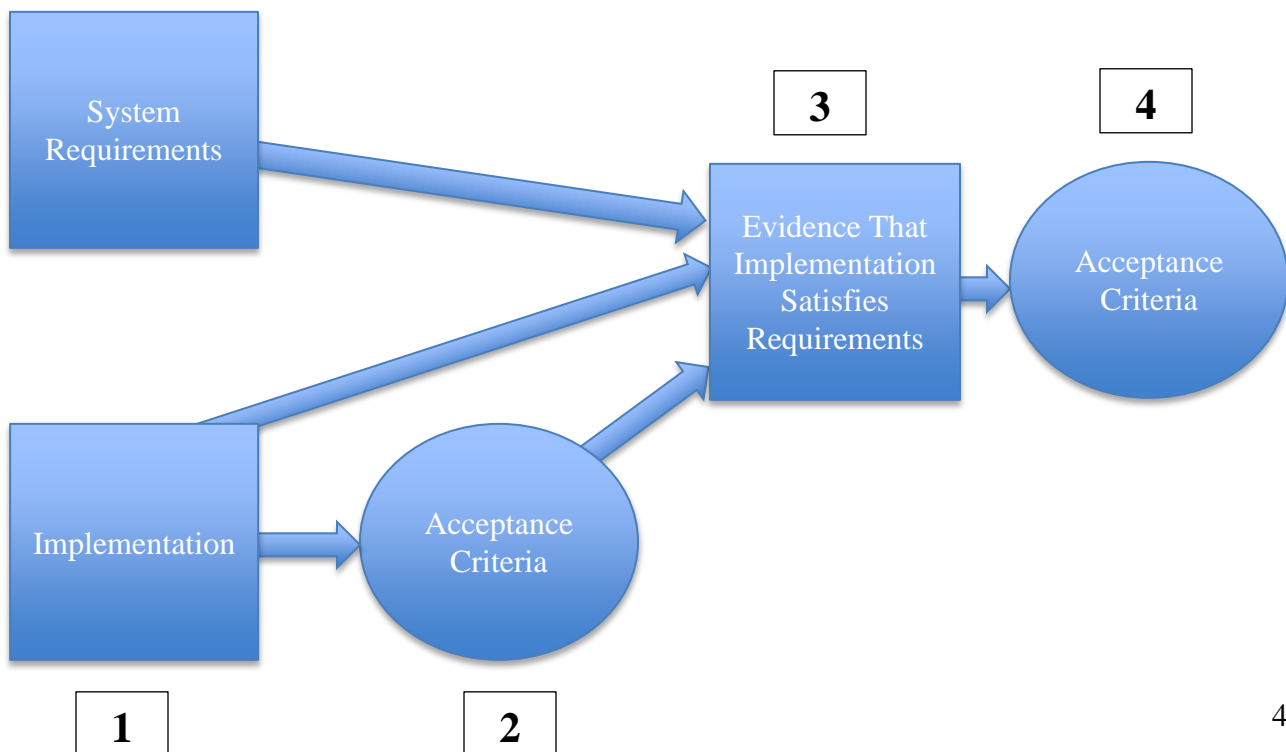 System
Requirements
3
4
Evidence That
Implementation
Satisfies
Requirements
Acceptance
Criteria
Implementation
Acceptance
Criteria
1
2
4